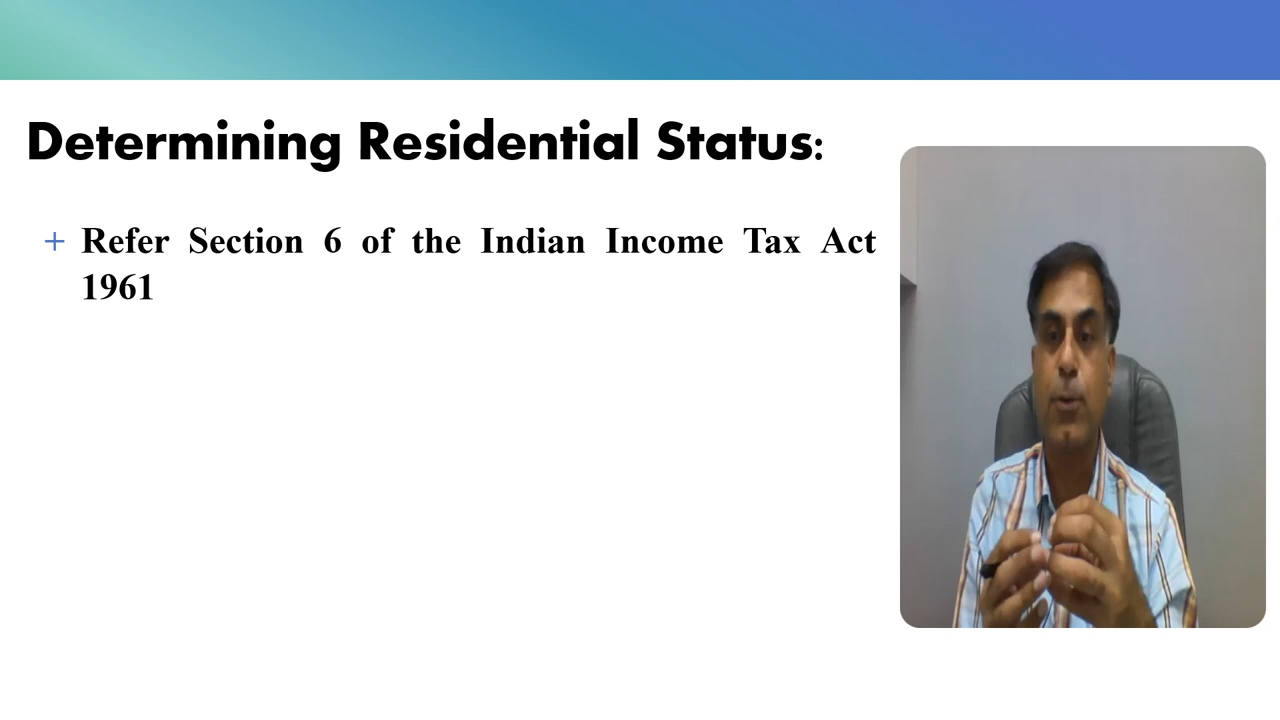 Determining Residential Status:
+ Refer Section 6 of the Indian Income Tax Act
1961